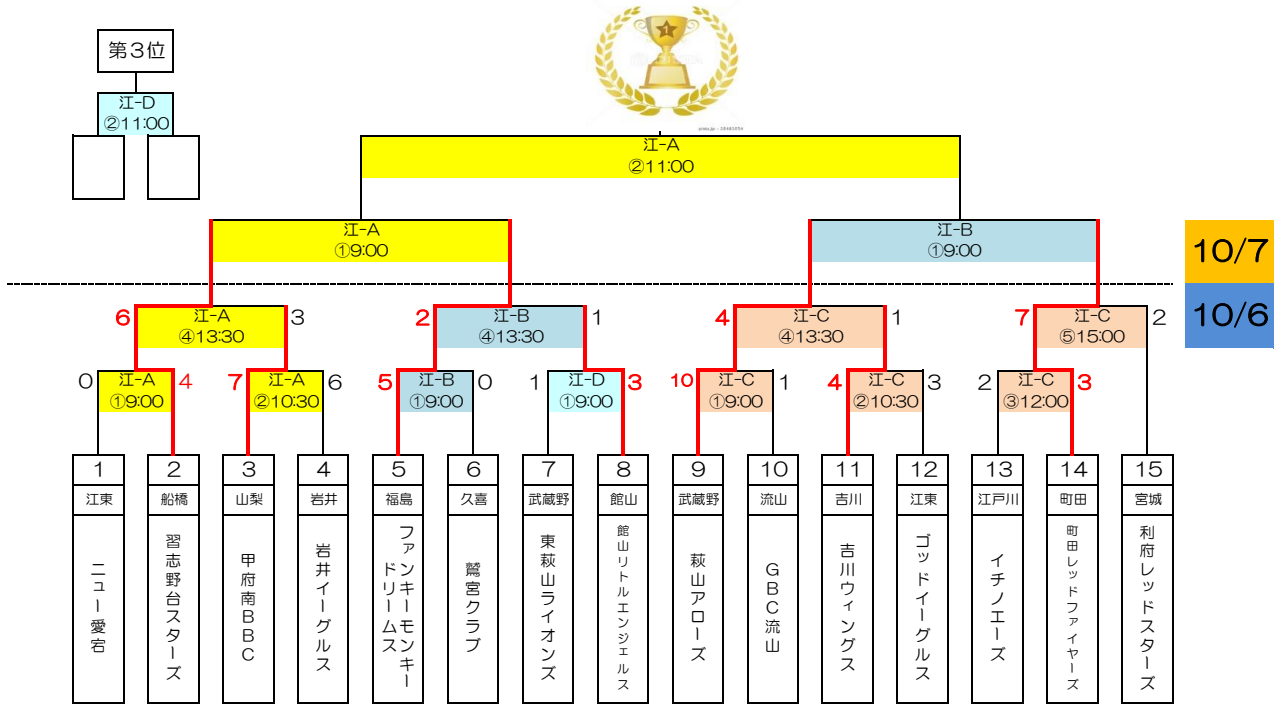 第3位
江-D
②11:00
1
pixta.jp - 38485054
江-A
②11:00
江-A
①9:00
江-B
①9:00
10/7
10/6
6
江-A
④13:30
3
2
江-B
④13:30
1
4
江-C
④13:30
1
7
江-C
⑤15:00
2
0
江-A
①9:00
4
7
江-A
②10:30
6
5
江-B
①9:00
0
1
江-D
①9:00
3
10
江-C
①9:00
1
4
江-C
②10:30
3
2
江-C
③12:00
3
1
江東
ニュー愛宕
2
船橋
習志野台スターズ
3
山梨
甲府南BBC
4
岩井
岩井イーグルス
5
福島
ファンキーモンキー
ドリームス
6
久喜
鷲宮クラブ
7
武蔵野
東萩山ライオンズ
8
館山
館山リトルエンジェルス
9
武蔵野
萩山アローズ
10
流山
GBC流山
11
吉川
吉川ウィングス
12
江東
ゴッドイーグルス
13
江戸川
イチノエーズ
14
町田
町田レッドファイヤーズ
15
宮城
利府レッドスターズ